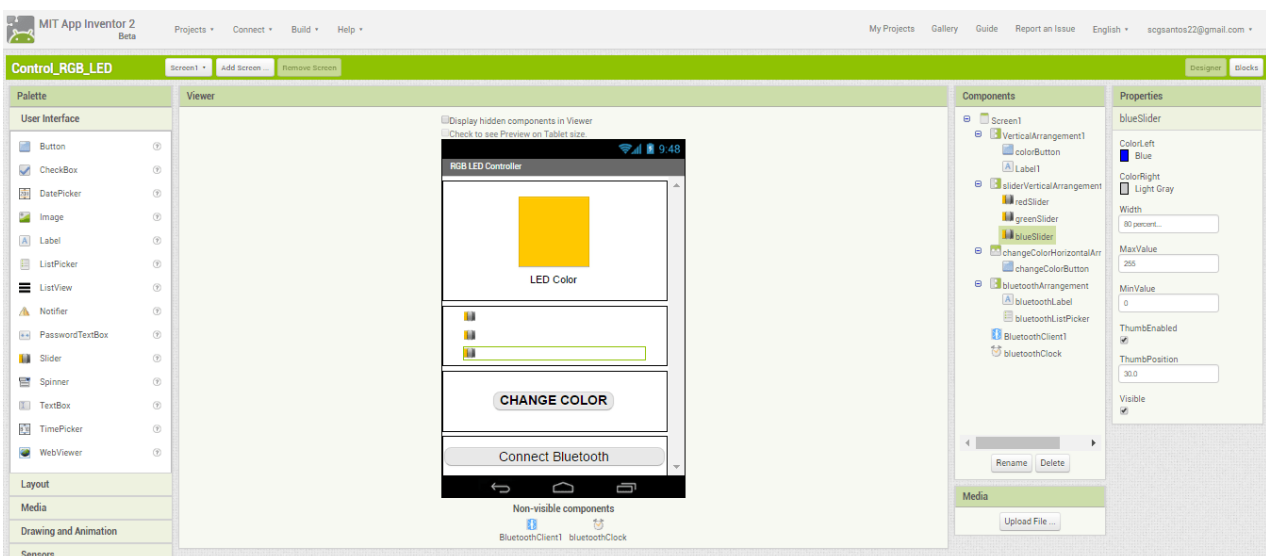 MIT App Inventor 2
Beta
Projects Connect Build Help
My Projects Gallery Guide Report an Issue English scgsantos22@gmail.com
Control_RGB_LED
Screen1 Add Screen ... Remove Screen
Designer Blocks
Palette
User Interface
Button
CheckBox
DatePicker
Image
Label
ListPicker
ListView
Notifier
PasswordTextBox
Slider
Spinner
TextBox
TimePicker
WebViewer
Layout
Media
Drawing and Animation
Sensors
Viewer
Display hidden components in Viewer
Check to see Preview on Tablet size.
9:48
RGB LED Controller
LED Color
CHANGE COLOR
Connect Bluetooth
Non-visible components
BluetoothClient1 bluetoothClock
Components
Screen1
VerticalArrangement1
colorButton
Label1
sliderVerticalArrangement
redSlider
greenSlider
blueSlider
changeColorHorizontalArr
changeColorButton
bluetoothArrangement
bluetoothLabel
bluetoothListPicker
BluetoothClient1
bluetoothClock
Rename Delete
Media
Upload File ...
Properties
blueSlider
ColorLeft
Blue
ColorRight
Light Gray
Width
80 percent...
MaxValue
255
MinValue
0
ThumbEnabled
ThumbPosition
30.0
Visible